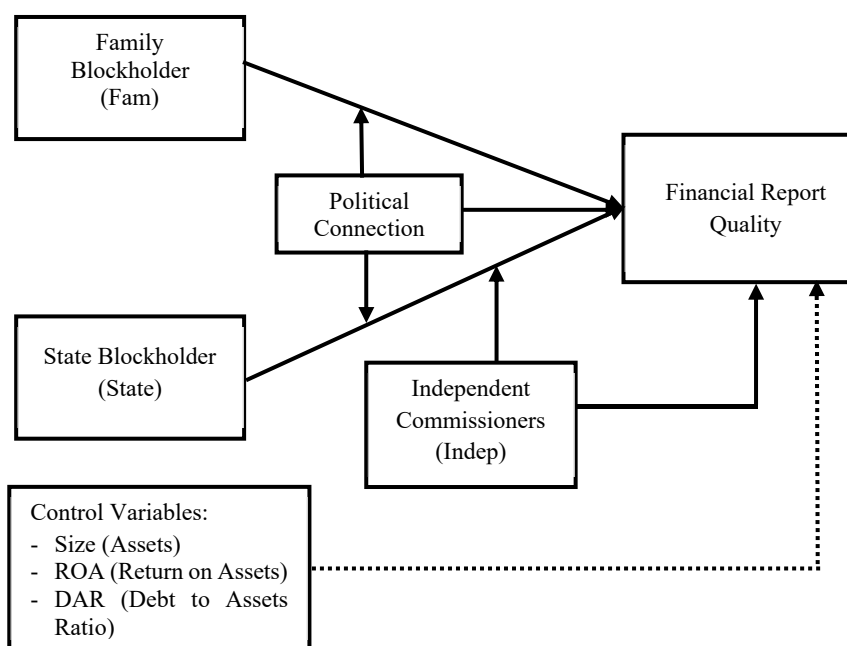 Family
Blockholder
(Fam)
Political
Connection
Financial Report
Quality
State Blockholder
(State)
Independent
Commissioners
(Indep)
Control Variables:
- Size (Assets)
- ROA (Return on Assets)
- DAR (Debt to Assets
Ratio)